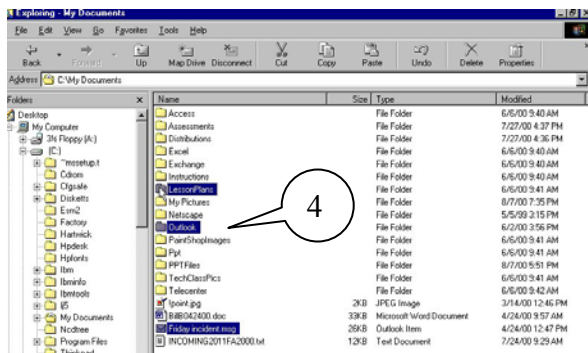 Exploring - My Documents
File Edit View Go Favorites Tools Help
Back Forward Up Map Drive Disconnect Cut Copy Paste Undo Delete Properties
Address C:\My Documents
Folders
Name Size Type Modified
Desktop
My Computer
3½ Floppy (A:)
(C:)
~mssetup.t
Cdrom
Cfgsafe
Disketts
Esm2
Factory
Hartwick
Hpdesk
Hplonts
Ibm
Ibminfo
Ibmtools
My Documents
Ncdtree
Program Files
Thinkpad
Access File Folder 6/6/00 9:40 AM
Assessments File Folder 7/27/00 4:37 PM
Distributions File Folder 7/27/00 4:36 PM
Excel File Folder 6/6/00 9:40 AM
Exchange File Folder 6/6/00 9:40 AM
Instructions File Folder 6/6/00 9:40 AM
LessonPlans File Folder 6/6/00 9:41 AM
My Pictures File Folder 8/7/00 7:35 PM
Netscape File Folder 5/5/99 2:15 PM
Outlook File Folder 6/2/00 3:56 PM
PaintShopImages File Folder 6/6/00 9:41 AM
Ppt File Folder 6/6/00 9:41 AM
PPTFiles File Folder 8/7/00 5:51 PM
TechClassPics File Folder 6/6/00 9:41 AM
Telecenter File Folder 6/6/00 9:42 AM
!point.jpg 2KB JPEG Image 3/14/00 12:46 PM
BillB042400.doc 33KB Microsoft Word Document 4/24/00 9:57 AM
Friday incident.msg 26KB Outlook Item 4/24/00 12:47 PM
INCOMING2011FA2000.txt 12KB Text Document 7/24/00 9:29 AM
4